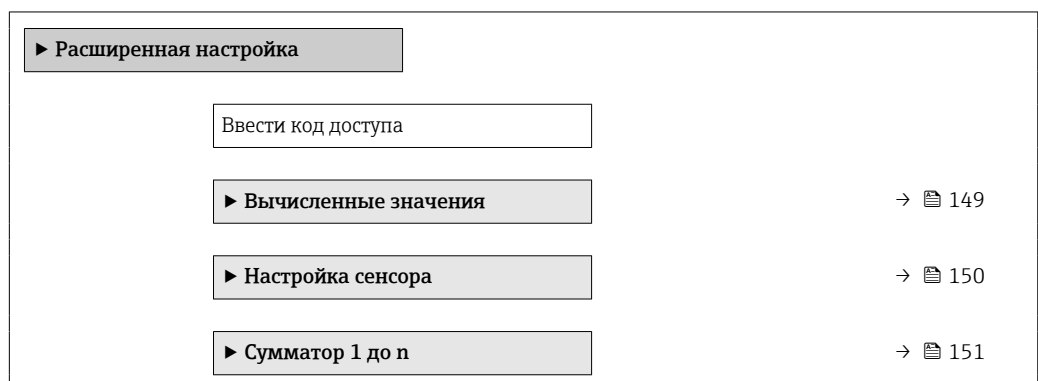 ▶ Расширенная настройка
Ввести код доступа
▶ Вычисленные значения → 149
▶ Настройка сенсора → 150
▶ Сумматор 1 до n → 151